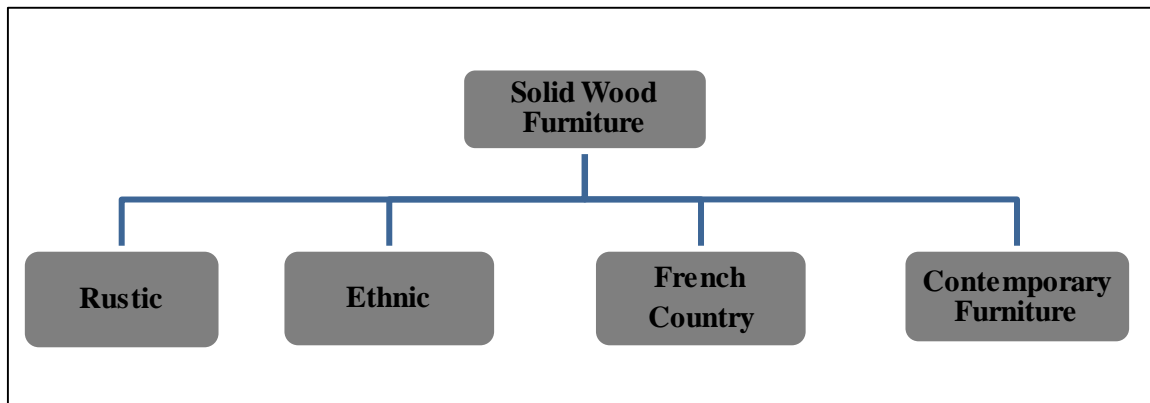 Solid Wood
Furniture
Rustic
Ethnic
French
Country
Contemporary
Furniture